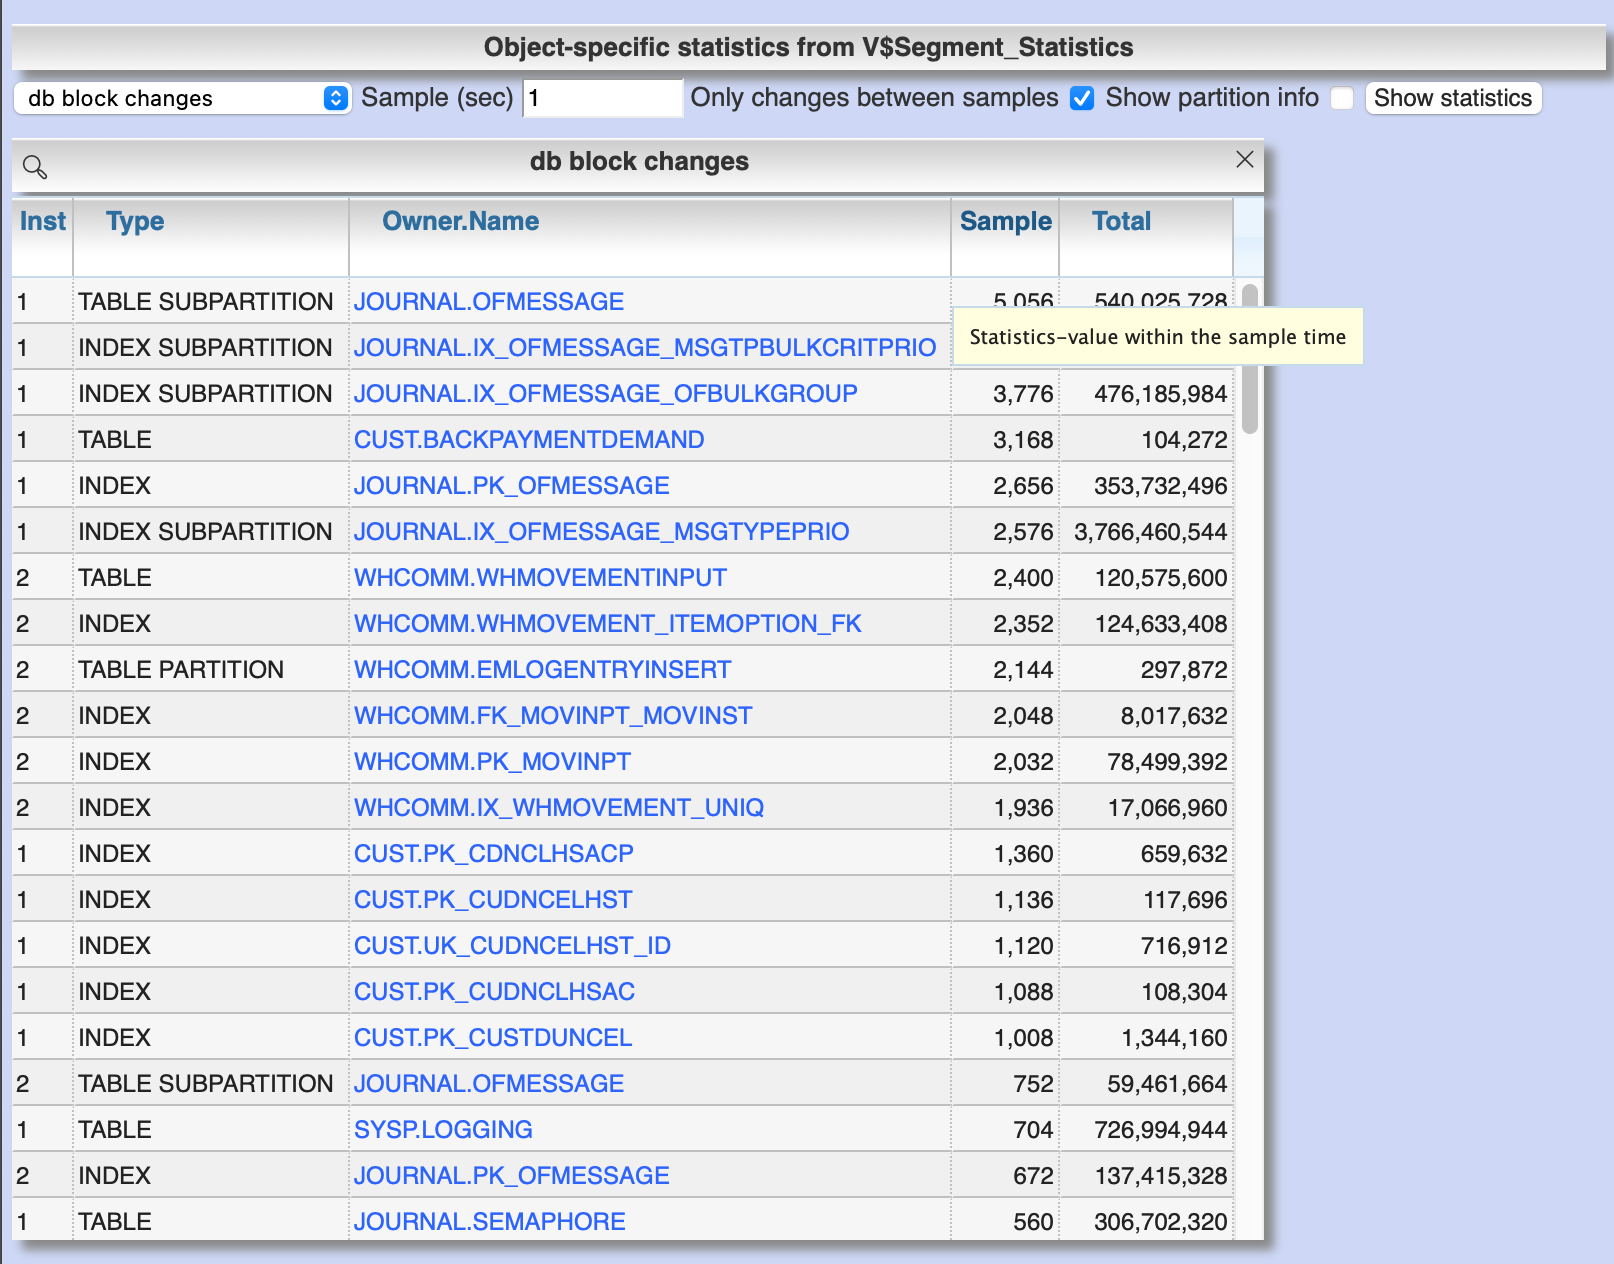 Object-specific statistics from V$Segment_Statistics
db block changes Sample (sec) 1 Only changes between samples Show partition info Show statistics
db block changes
Inst Type Owner.Name Sample Total
1 TABLE SUBPARTITION JOURNAL.OFMESSAGE 5,056 540,025,728
1 INDEX SUBPARTITION JOURNAL.IX_OFMESSAGE_MSGTPBULKCRITPRIO
Statistics-value within the sample time
1 INDEX SUBPARTITION JOURNAL.IX_OFMESSAGE_OFBULKGROUP 3,776 476,185,984
1 TABLE CUST.BACKPAYMENTDEMAND 3,168 104,272
1 INDEX JOURNAL.PK_OFMESSAGE 2,656 353,732,496
1 INDEX SUBPARTITION JOURNAL.IX_OFMESSAGE_MSGTYPEPRIO 2,576 3,766,460,544
2 TABLE WHCOMM.WHMOVEMENTINPUT 2,400 120,575,600
2 INDEX WHCOMM.WHMOVEMENT_ITEMOPTION_FK 2,352 124,633,408
2 TABLE PARTITION WHCOMM.EMLOGENTRYINSERT 2,144 297,872
2 INDEX WHCOMM.FK_MOVINPT_MOVINST 2,048 8,017,632
2 INDEX WHCOMM.PK_MOVINPT 2,032 78,499,392
2 INDEX WHCOMM.IX_WHMOVEMENT_UNIQ 1,936 17,066,960
1 INDEX CUST.PK_CDNCLHSACP 1,360 659,632
1 INDEX CUST.PK_CUDNCELHST 1,136 117,696
1 INDEX CUST.UK_CUDNCELHST_ID 1,120 716,912
1 INDEX CUST.PK_CUDNCLHSAC 1,088 108,304
1 INDEX CUST.PK_CUSTDUNCEL 1,008 1,344,160
2 TABLE SUBPARTITION JOURNAL.OFMESSAGE 752 59,461,664
1 TABLE SYSP.LOGGING 704 726,994,944
2 INDEX JOURNAL.PK_OFMESSAGE 672 137,415,328
1 TABLE JOURNAL.SEMAPHORE 560 306,702,320